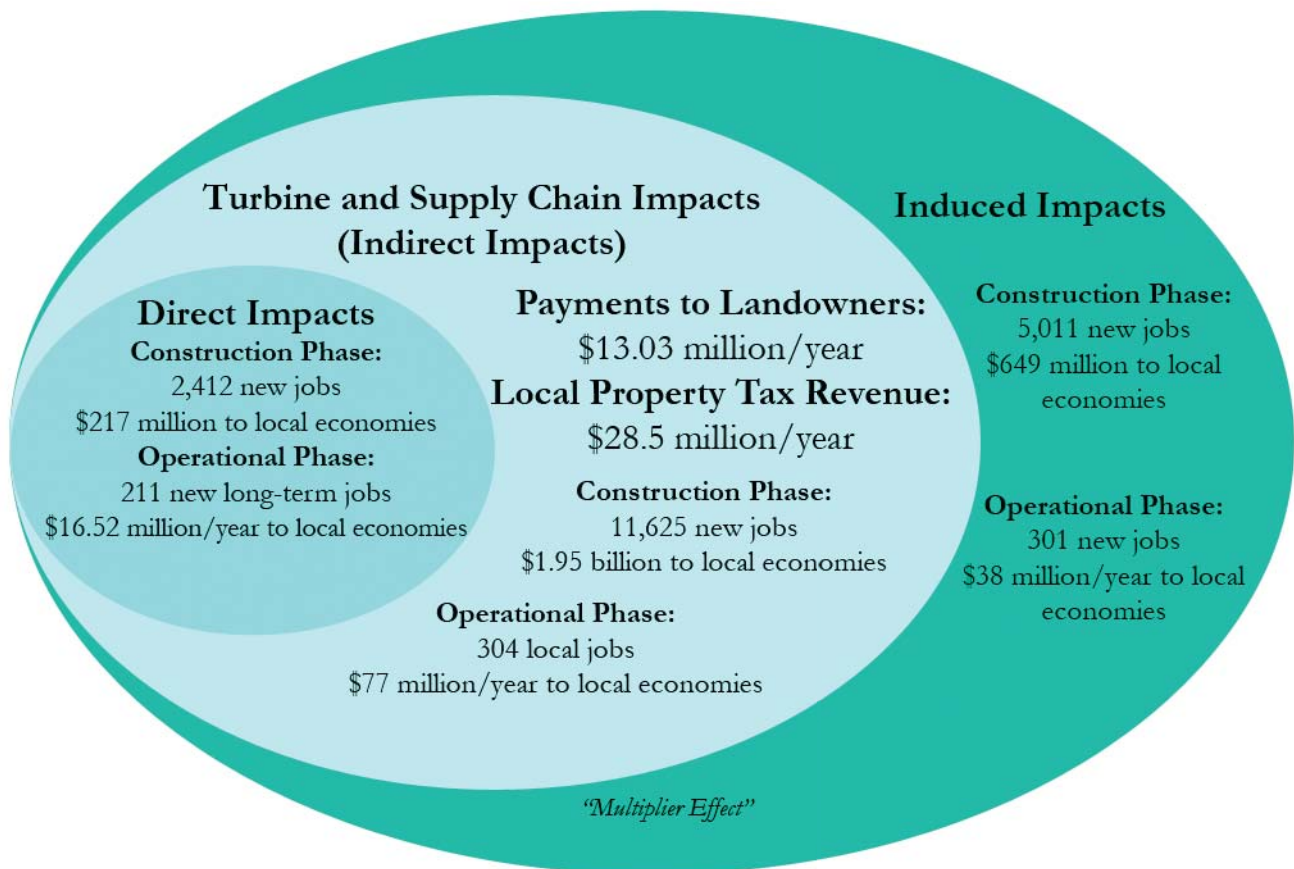 Turbine and Supply Chain Impacts
(Indirect Impacts)
Direct Impacts
Construction Phase:
2,412 new jobs
$217 million to local economies
Operational Phase:
211 new long-term jobs
$16.52 million/year to local economies
Payments to Landowners:
$13.03 million/year
Local Property Tax Revenue:
$28.5 million/year
Construction Phase:
11,625 new jobs
$1.95 billion to local economies
Operational Phase:
304 local jobs
$77 million/year to local economies
Induced Impacts
Construction Phase:
5,011 new jobs
$649 million to local
economies
Operational Phase:
301 new jobs
$38 million/year to local
economies
“Multiplier Effect”